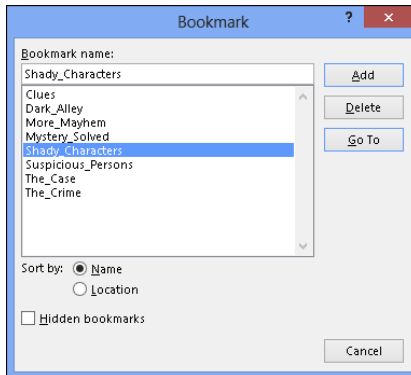 Bookmark
?
×
Bookmark name:
Shady_Characters
Add
Clues
Dark_Alley
More_Mayhem
Mystery_Solved
Shady_Characters
Suspicious_Persons
The_Case
The_Crime
Delete
Go To
Sort by:
Name
Location
Hidden bookmarks
Cancel